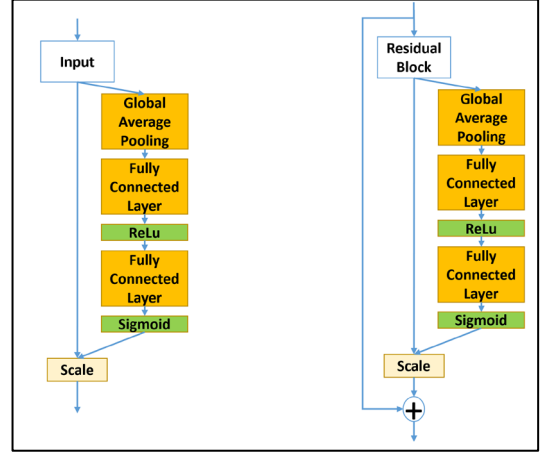 Input
Global
Average
Pooling
Fully
Connected
Layer
ReLu
Fully
Connected
Layer
Sigmoid
Scale
Residual
Block
Global
Average
Pooling
Fully
Connected
Layer
ReLu
Fully
Connected
Layer
Sigmoid
Scale
+